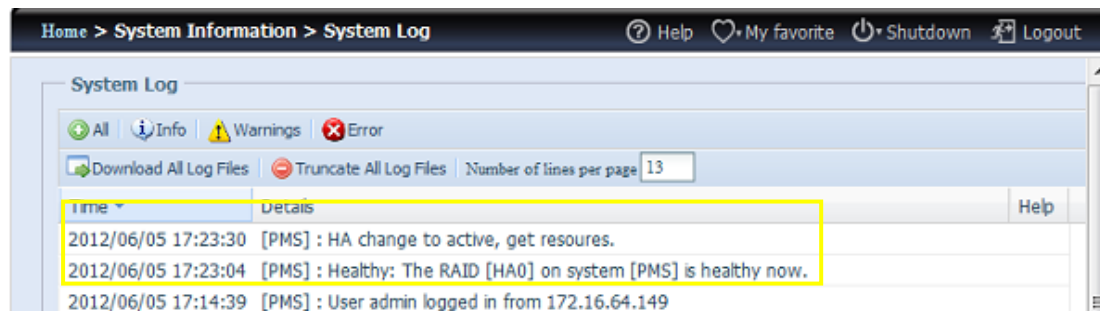 Home > System Information > System Log Help My favorite Shutdown Logout
System Log
All Info Warnings Error
Download All Log Files Truncate All Log Files Number of lines per page 13
Time Details Help
2012/06/05 17:23:30 [PMS] : HA change to active, get resoures.
2012/06/05 17:23:04 [PMS] : Healthy: The RAID [HA0] on system [PMS] is healthy now.
2012/06/05 17:14:39 [PMS] : User admin logged in from 172.16.64.149